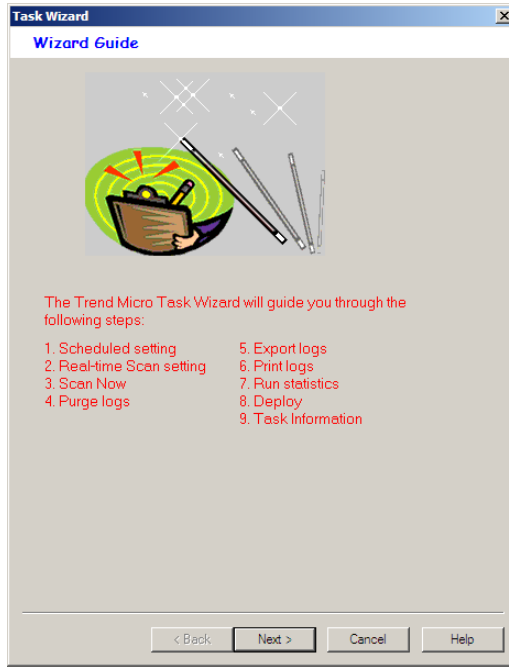 Task Wizard
Wizard Guide
The Trend Micro Task Wizard will guide you through the
following steps:
1. Scheduled setting
2. Real-time Scan setting
3. Scan Now
4. Purge logs
5. Export logs
6. Print logs
7. Run statistics
8. Deploy
9. Task Information
< Back
Next >
Cancel
Help